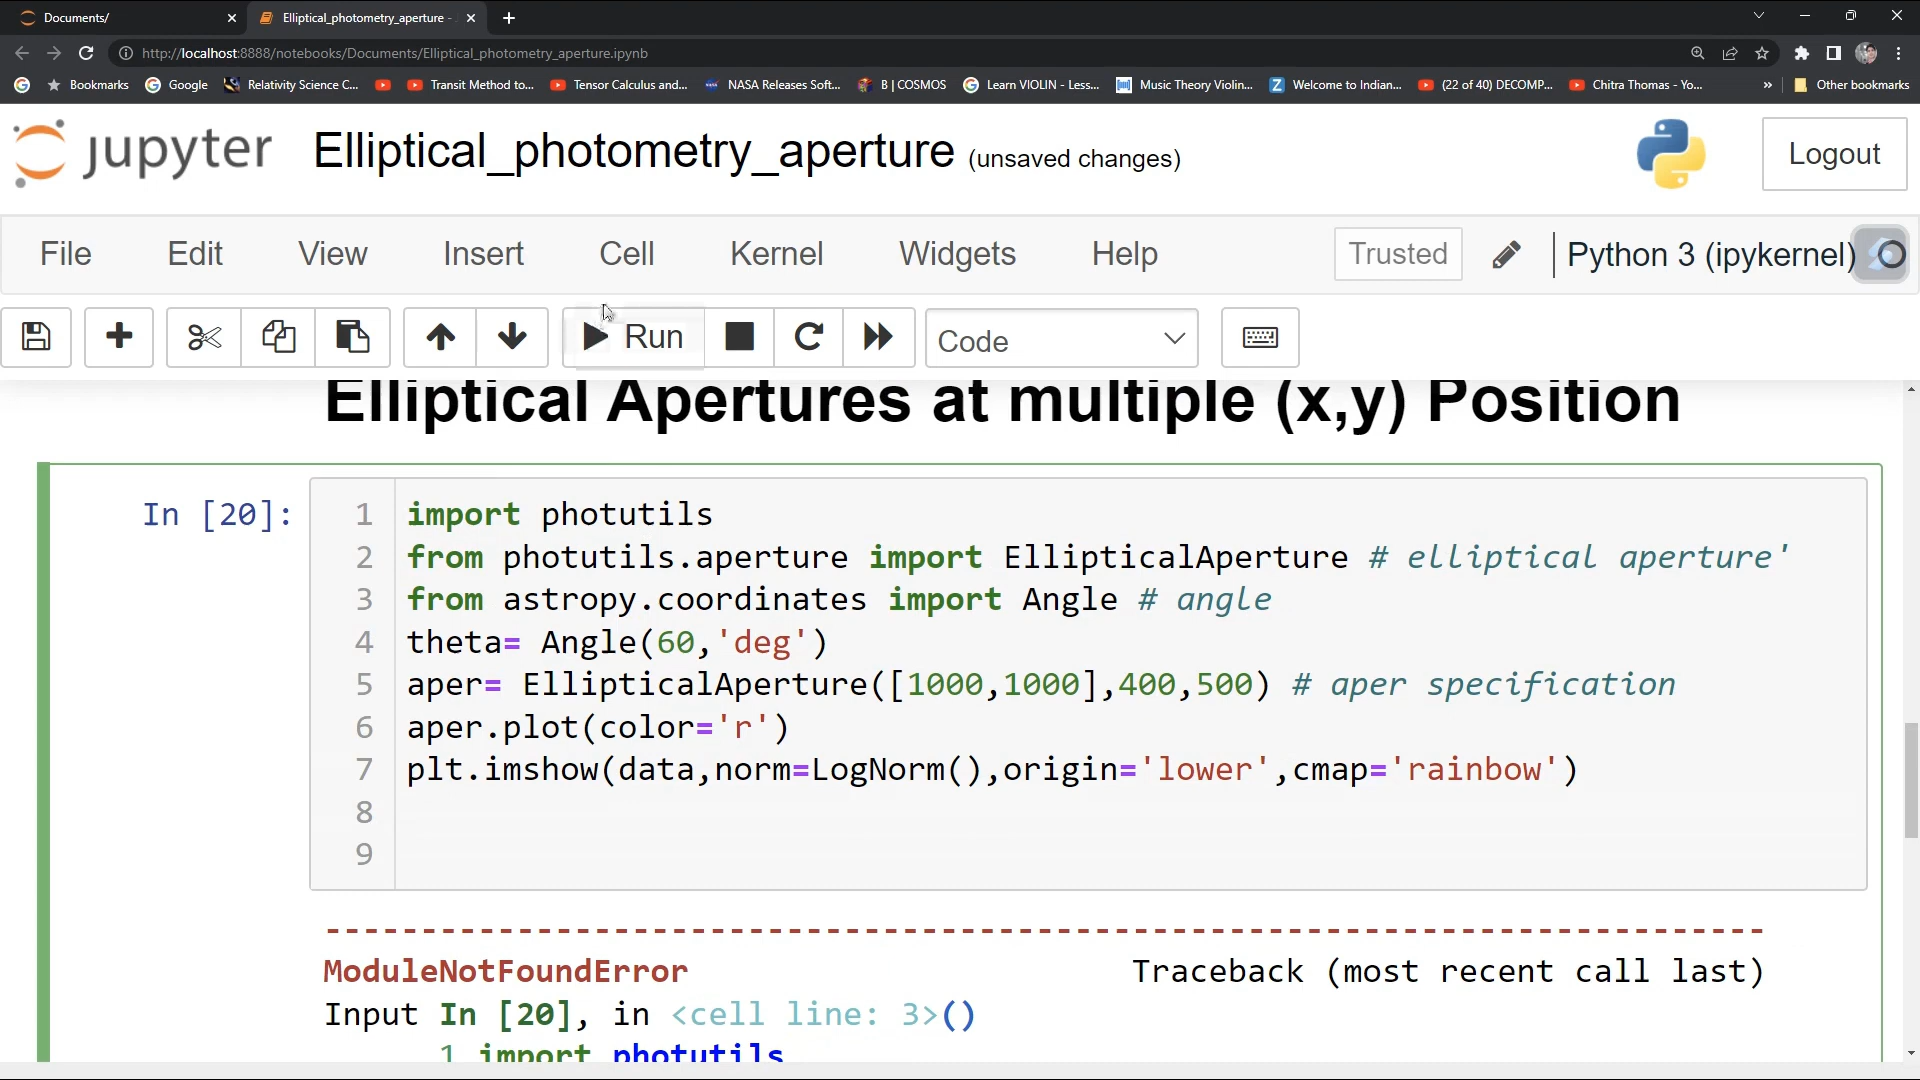 Documents/
Elliptical_photometry_aperture -
http://localhost:8888/notebooks/Documents/Elliptical_photometry_aperture.ipynb
Bookmarks Google Relativity Science C... Transit Method to... Tensor Calculus and... NASA Releases Soft... B | COSMOS Learn VIOLIN - Less... Music Theory Violin... Welcome to Indian... (22 of 40) DECOMP... Chitra Thomas - Yo... » Other bookmarks
jupyter Elliptical_photometry_aperture (unsaved changes) Logout
File Edit View Insert Cell Kernel Widgets Help Trusted Python 3 (ipykernel)
Run Code
Elliptical Apertures at multiple (x,y) Position
In [20]:
1 import photutils
2 from photutils.aperture import EllipticalAperture # elliptical aperture'
3 from astropy.coordinates import Angle # angle
4 theta= Angle(60,'deg')
5 aper= EllipticalAperture([1000,1000],400,500) # aper specification
6 aper.plot(color='r')
7 plt.imshow(data,norm=LogNorm(),origin='lower',cmap='rainbow')
8
9
---------------------------------------------------------------------------
ModuleNotFoundError Traceback (most recent call last)
Input In [20], in <cell line: 3>()
1 import photutils